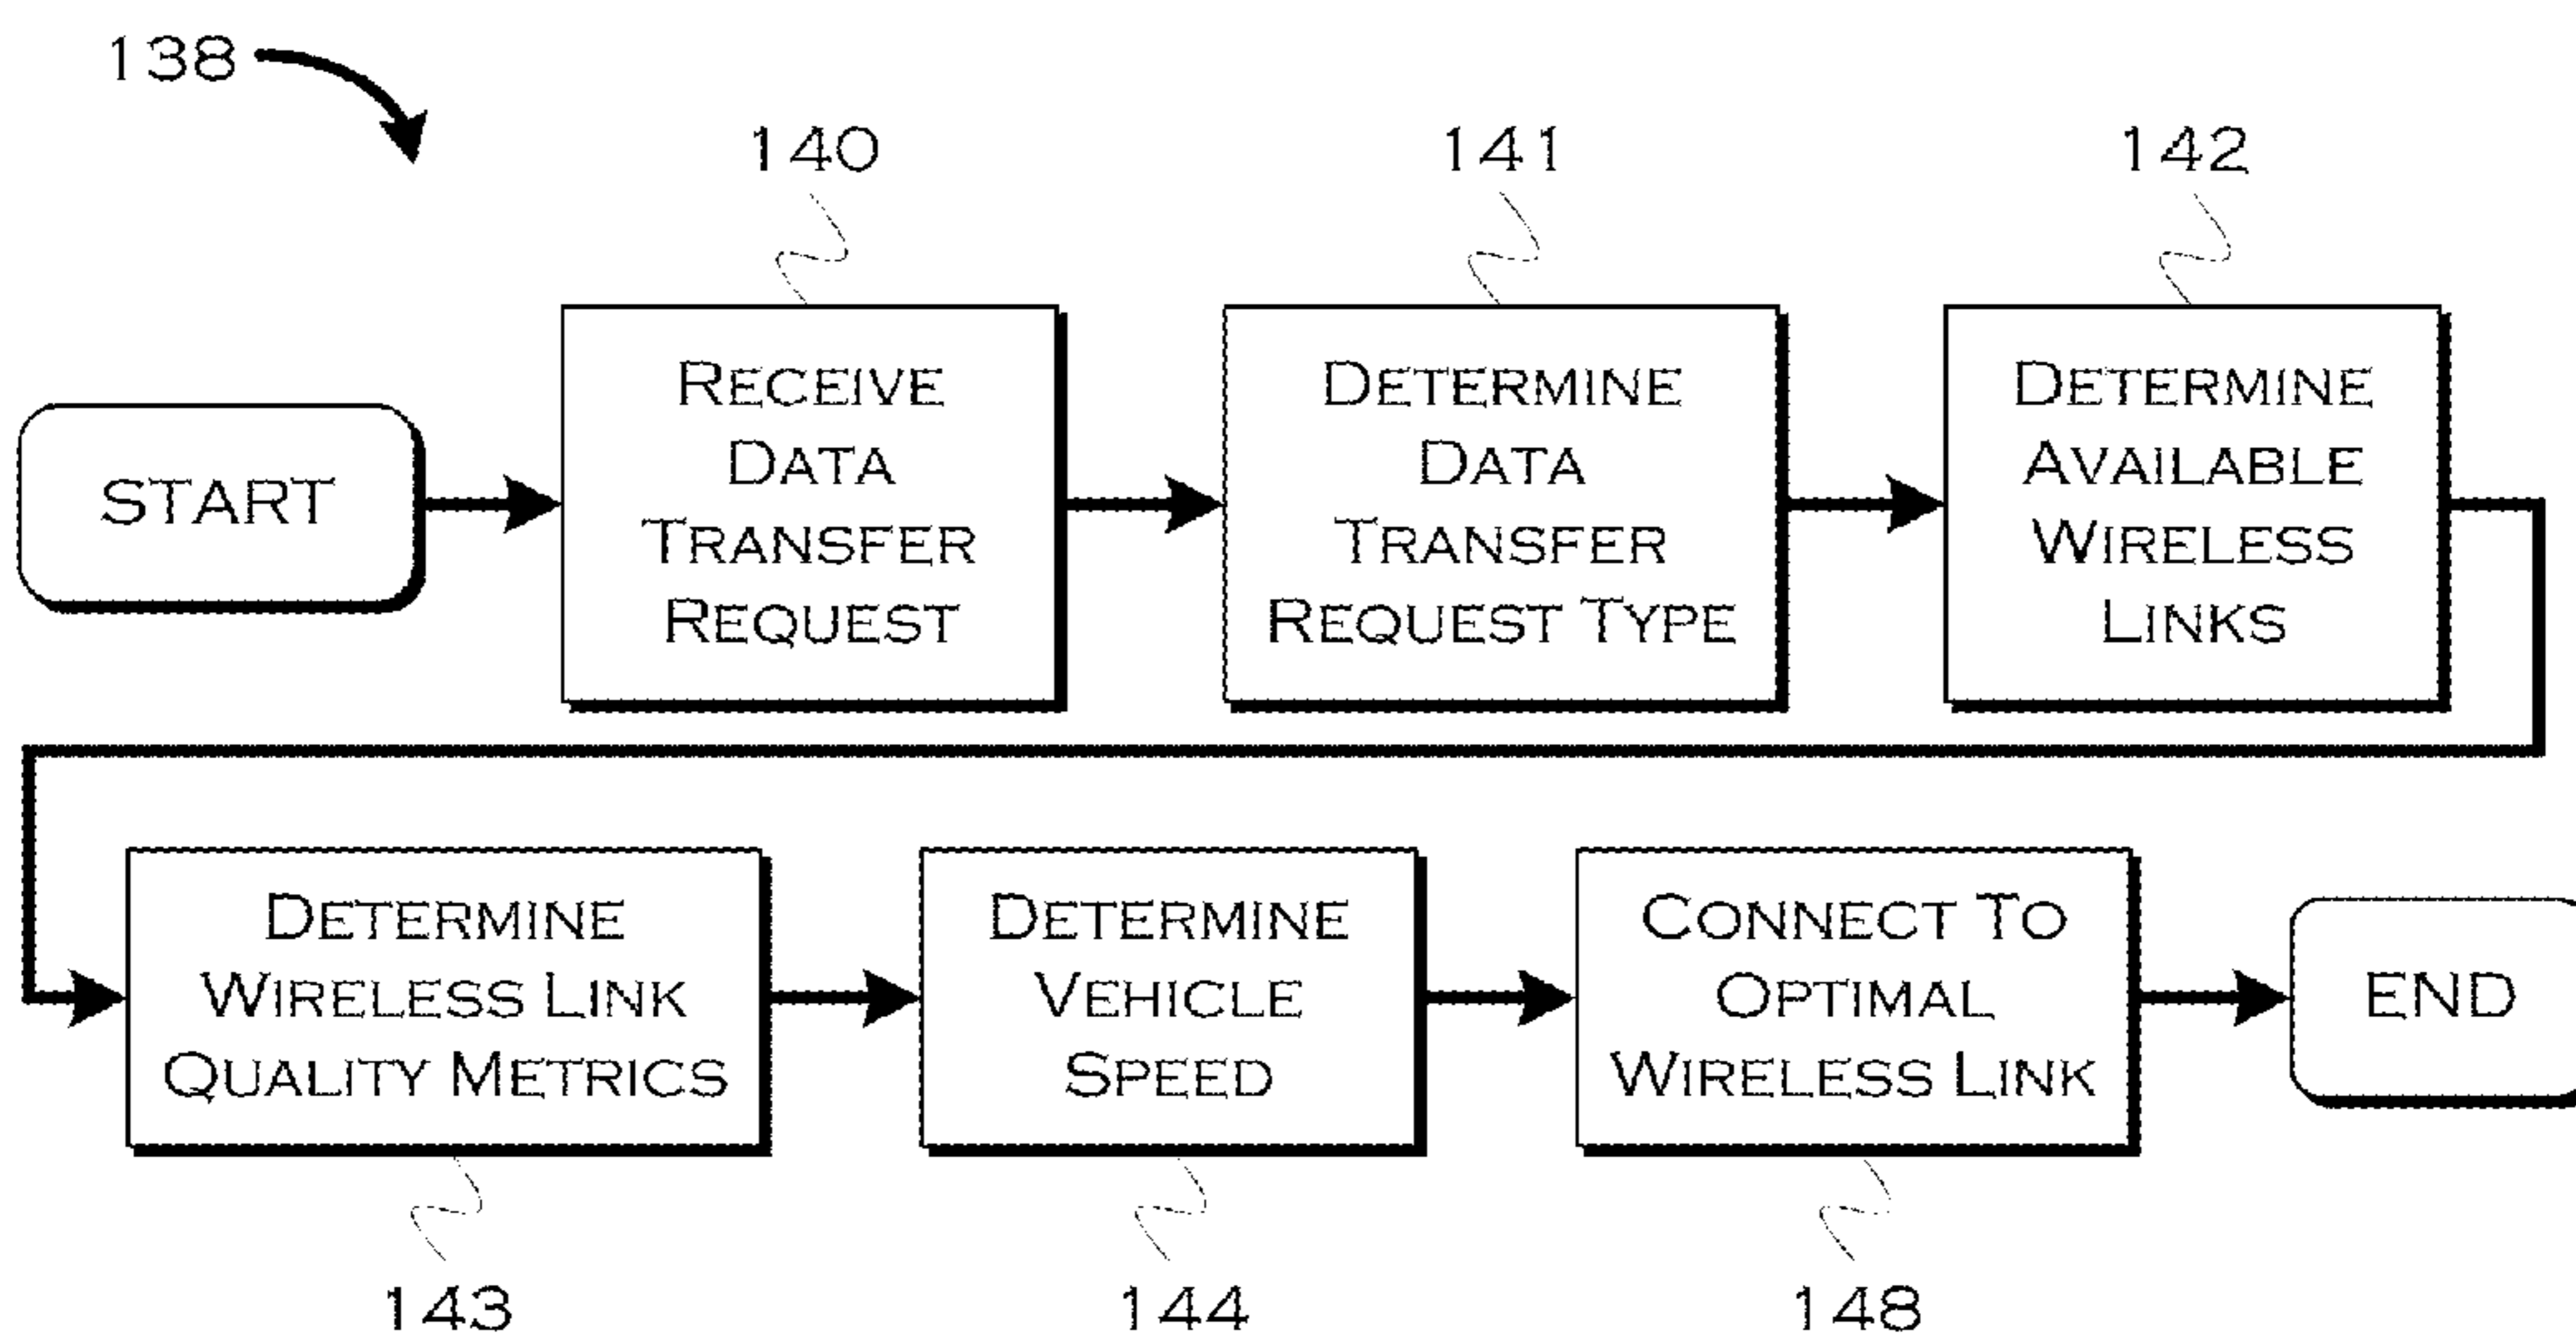 138
140
141
142
START
RECEIVE
DATA
TRANSFER
REQUEST
DETERMINE
DATA
TRANSFER
REQUEST TYPE
DETERMINE
AVAILABLE
WIRELESS
LINKS
DETERMINE
WIRELESS LINK
QUALITY METRICS
DETERMINE
VEHICLE
SPEED
CONNECT TO
OPTIMAL
WIRELESS LINK
END
143
144
148